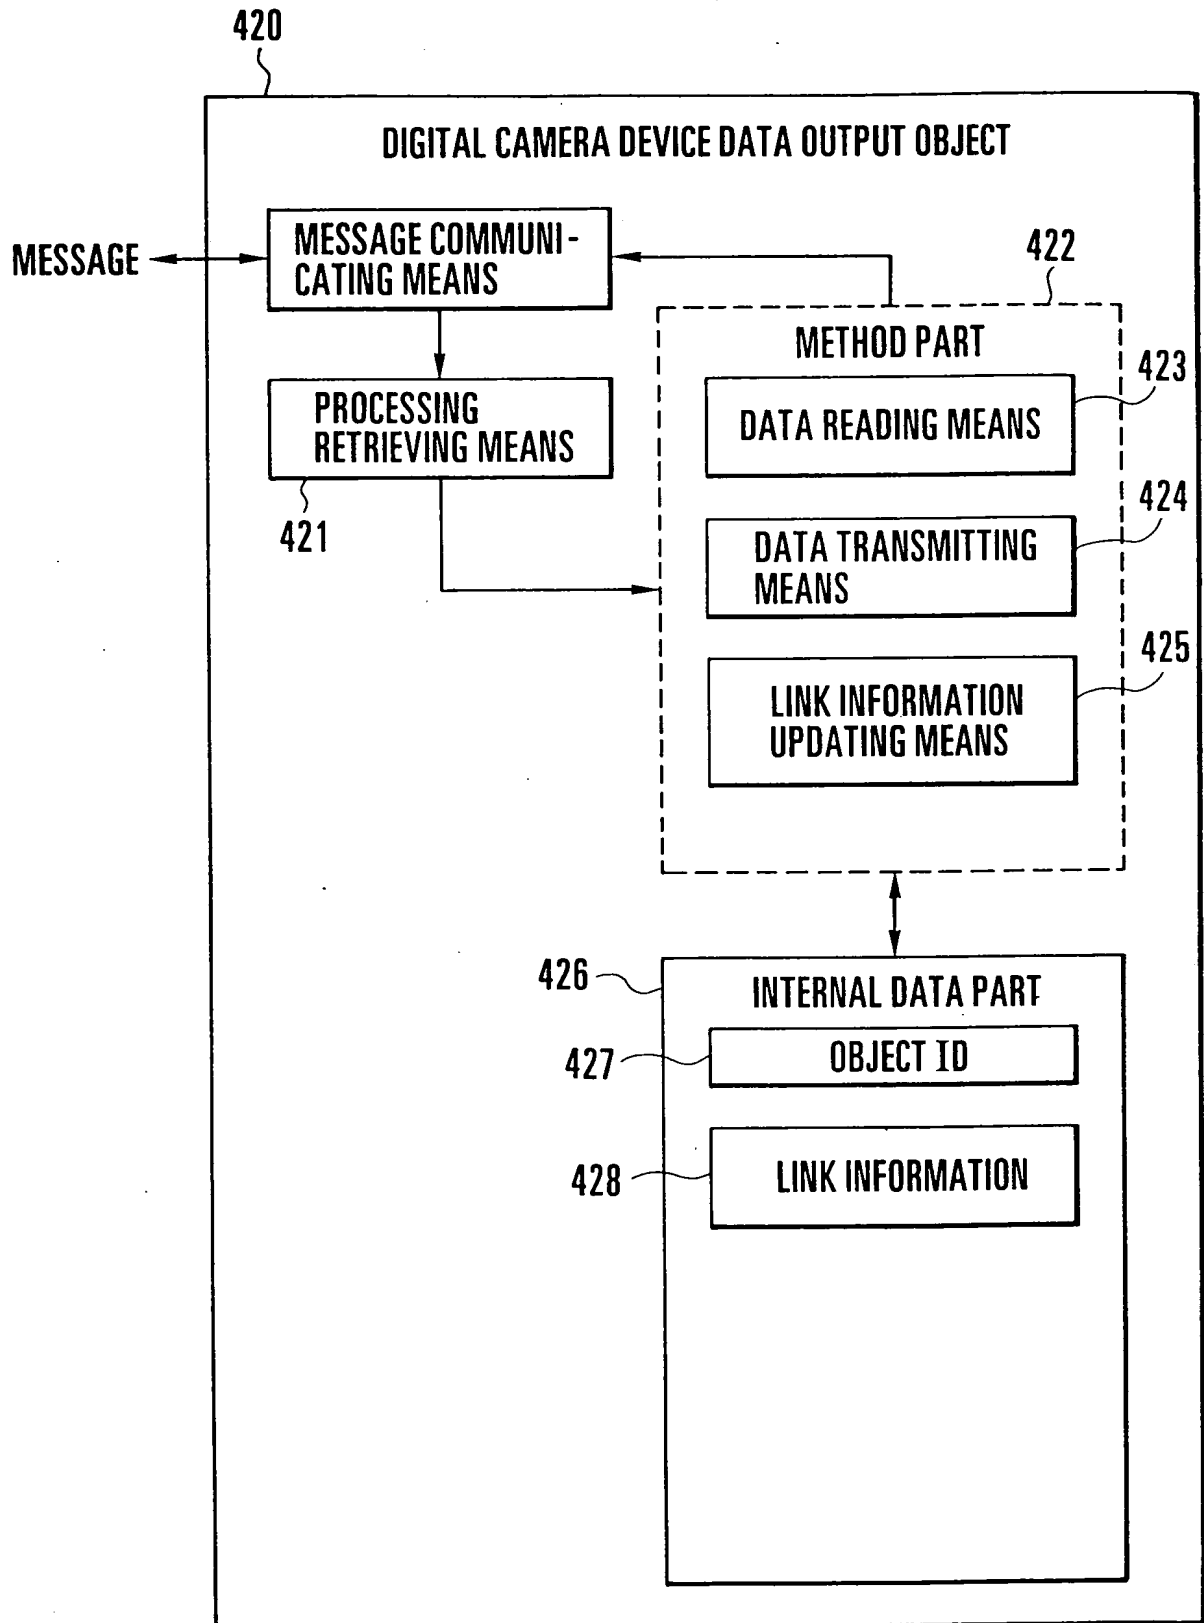 420
DIGITAL CAMERA DEVICE DATA OUTPUT OBJECT
MESSAGE
MESSAGE COMMUNI-
CATING MEANS
422
METHOD PART
PROCESSING
RETRIEVING MEANS
421
423
DATA READING MEANS
424
DATA TRANSMITTING
MEANS
425
LINK INFORMATION
UPDATING MEANS
426
INTERNAL DATA PART
427
OBJECT ID
428
LINK INFORMATION